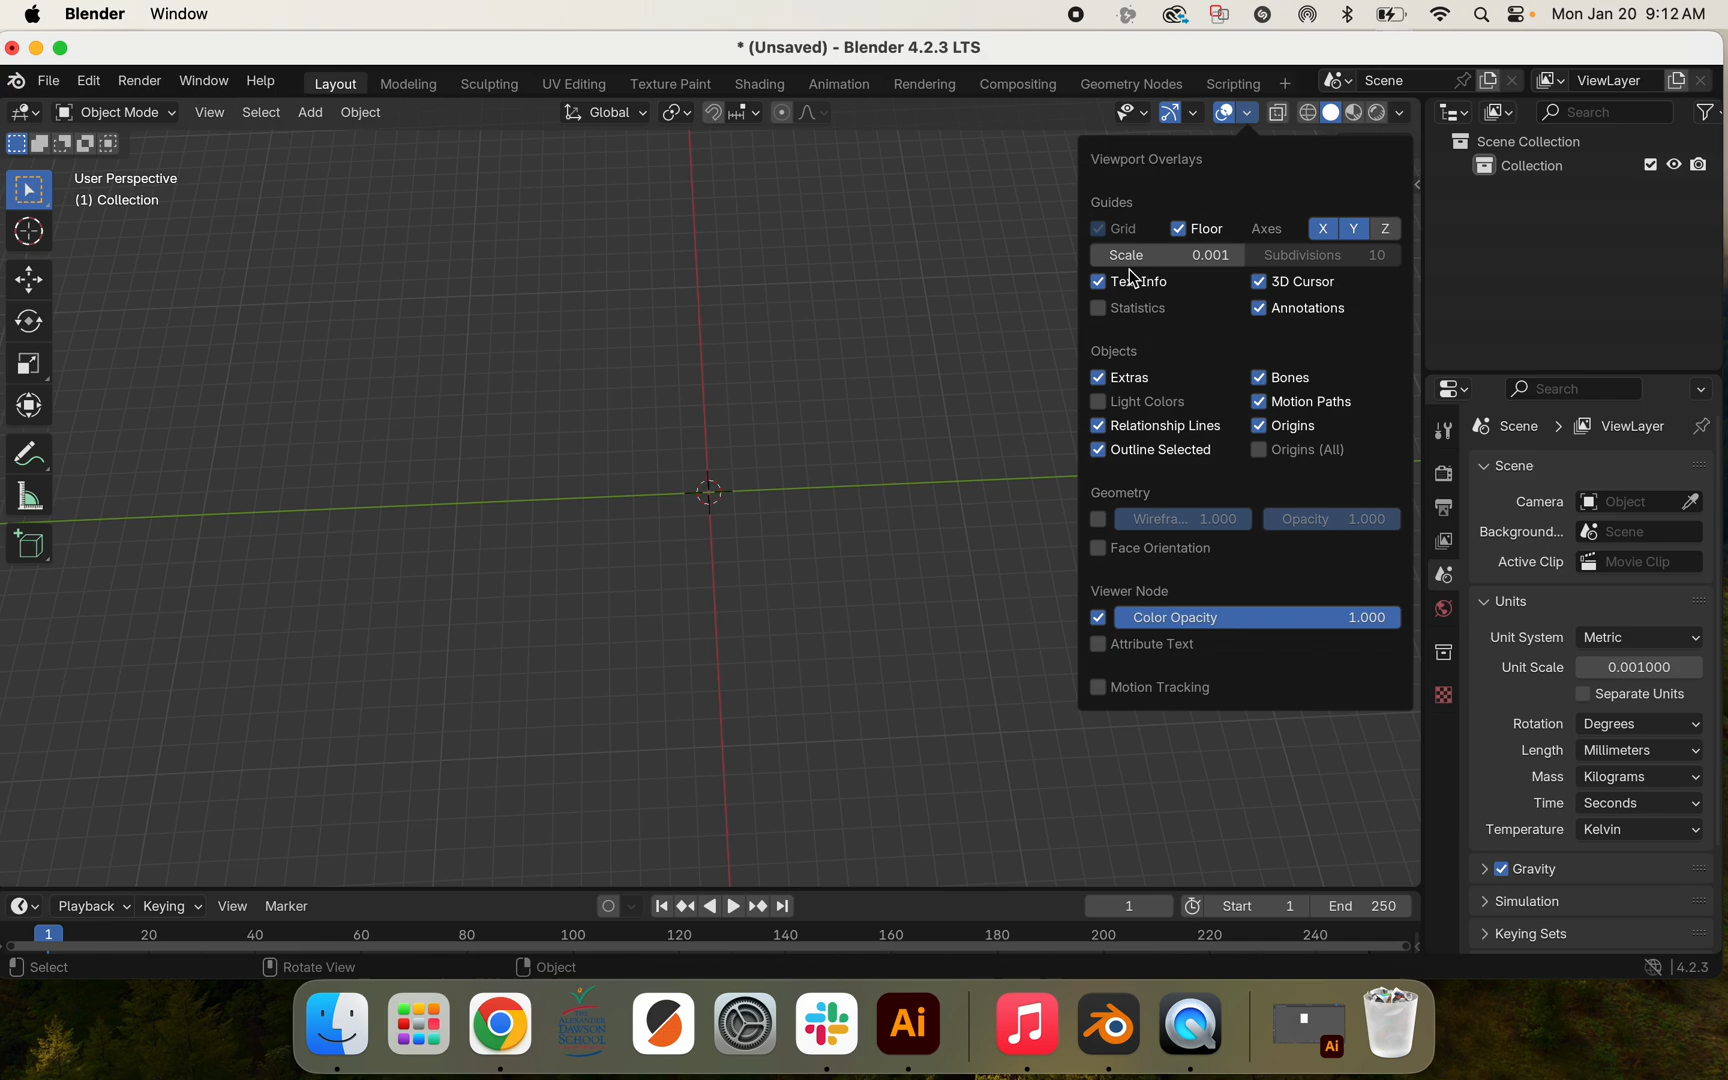 Blender Window Mon Jan 20 9:12 AM
* (Unsaved) - Blender 4.2.3 LTS
File Edit Render Window Help Layout Modeling Sculpting UV Editing Texture Paint Shading Animation Rendering Compositing Geometry Nodes Scripting + Scene ViewLayer
Object Mode View Select Add Object Global Search
User Perspective
(1) Collection
Viewport Overlays
Guides
Grid Floor Axes X Y Z
Scale 0.001 Subdivisions 10
Info 3D Cursor
Statistics Annotations
Objects
Extras Bones
Light Colors Motion Paths
Relationship Lines Origins
Outline Selected Origins (All)
Geometry
Wirefra... 1.000 Opacity 1.000
Face Orientation
Viewer Node
Color Opacity 1.000
Attribute Text
Motion Tracking
Scene Collection
Collection
Search
Scene > ViewLayer
Scene
Camera Object
Background... Scene
Active Clip Movie Clip
Units
Unit System Metric
Unit Scale 0.001000
Separate Units
Rotation Degrees
Length Millimeters
Mass Kilograms
Time Seconds
Temperature Kelvin
Gravity
Simulation
Keying Sets
Playback Keying View Marker 1 Start 1 End 250
1 20 40 60 80 100 120 140 160 180 200 220 240
Select Rotate View Object 4.2.3
THE ALEXANDER
DAWSON
SCHOOL
Ai
Ai